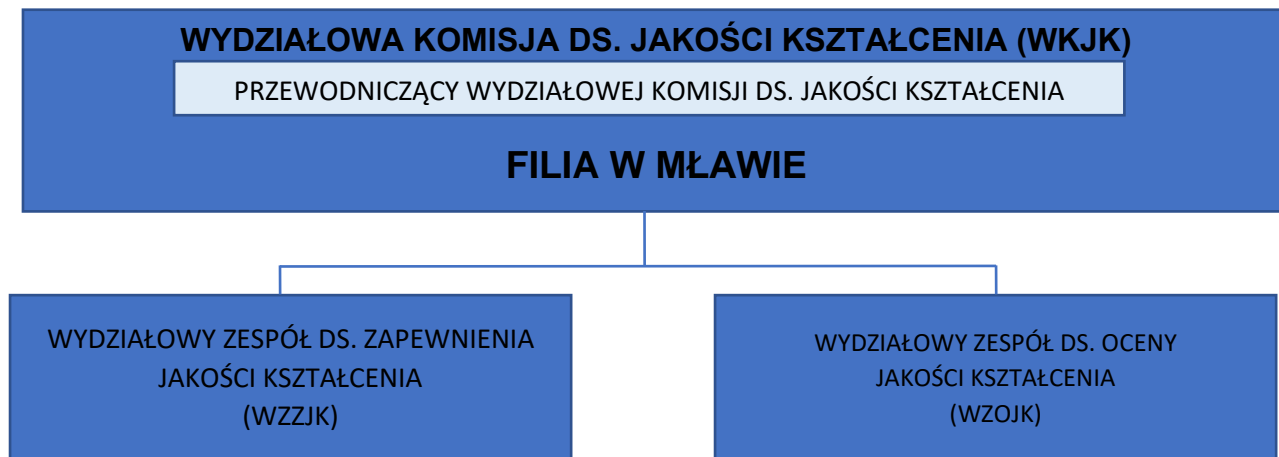 WYDZIAŁOWA KOMISJA DS. JAKOŚCI KSZTAŁCENIA (WKJK)
PRZEWODNICZĄCY WYDZIAŁOWEJ KOMISJI DS. JAKOŚCI KSZTAŁCENIA
FILIA W MŁAWIE
WYDZIAŁOWY ZESPÓŁ DS. ZAPEWNIENIA
JAKOŚCI KSZTAŁCENIA
(WZZJK)
WYDZIAŁOWY ZESPÓŁ DS. OCENY
JAKOŚCI KSZTAŁCENIA
(WZOJK)